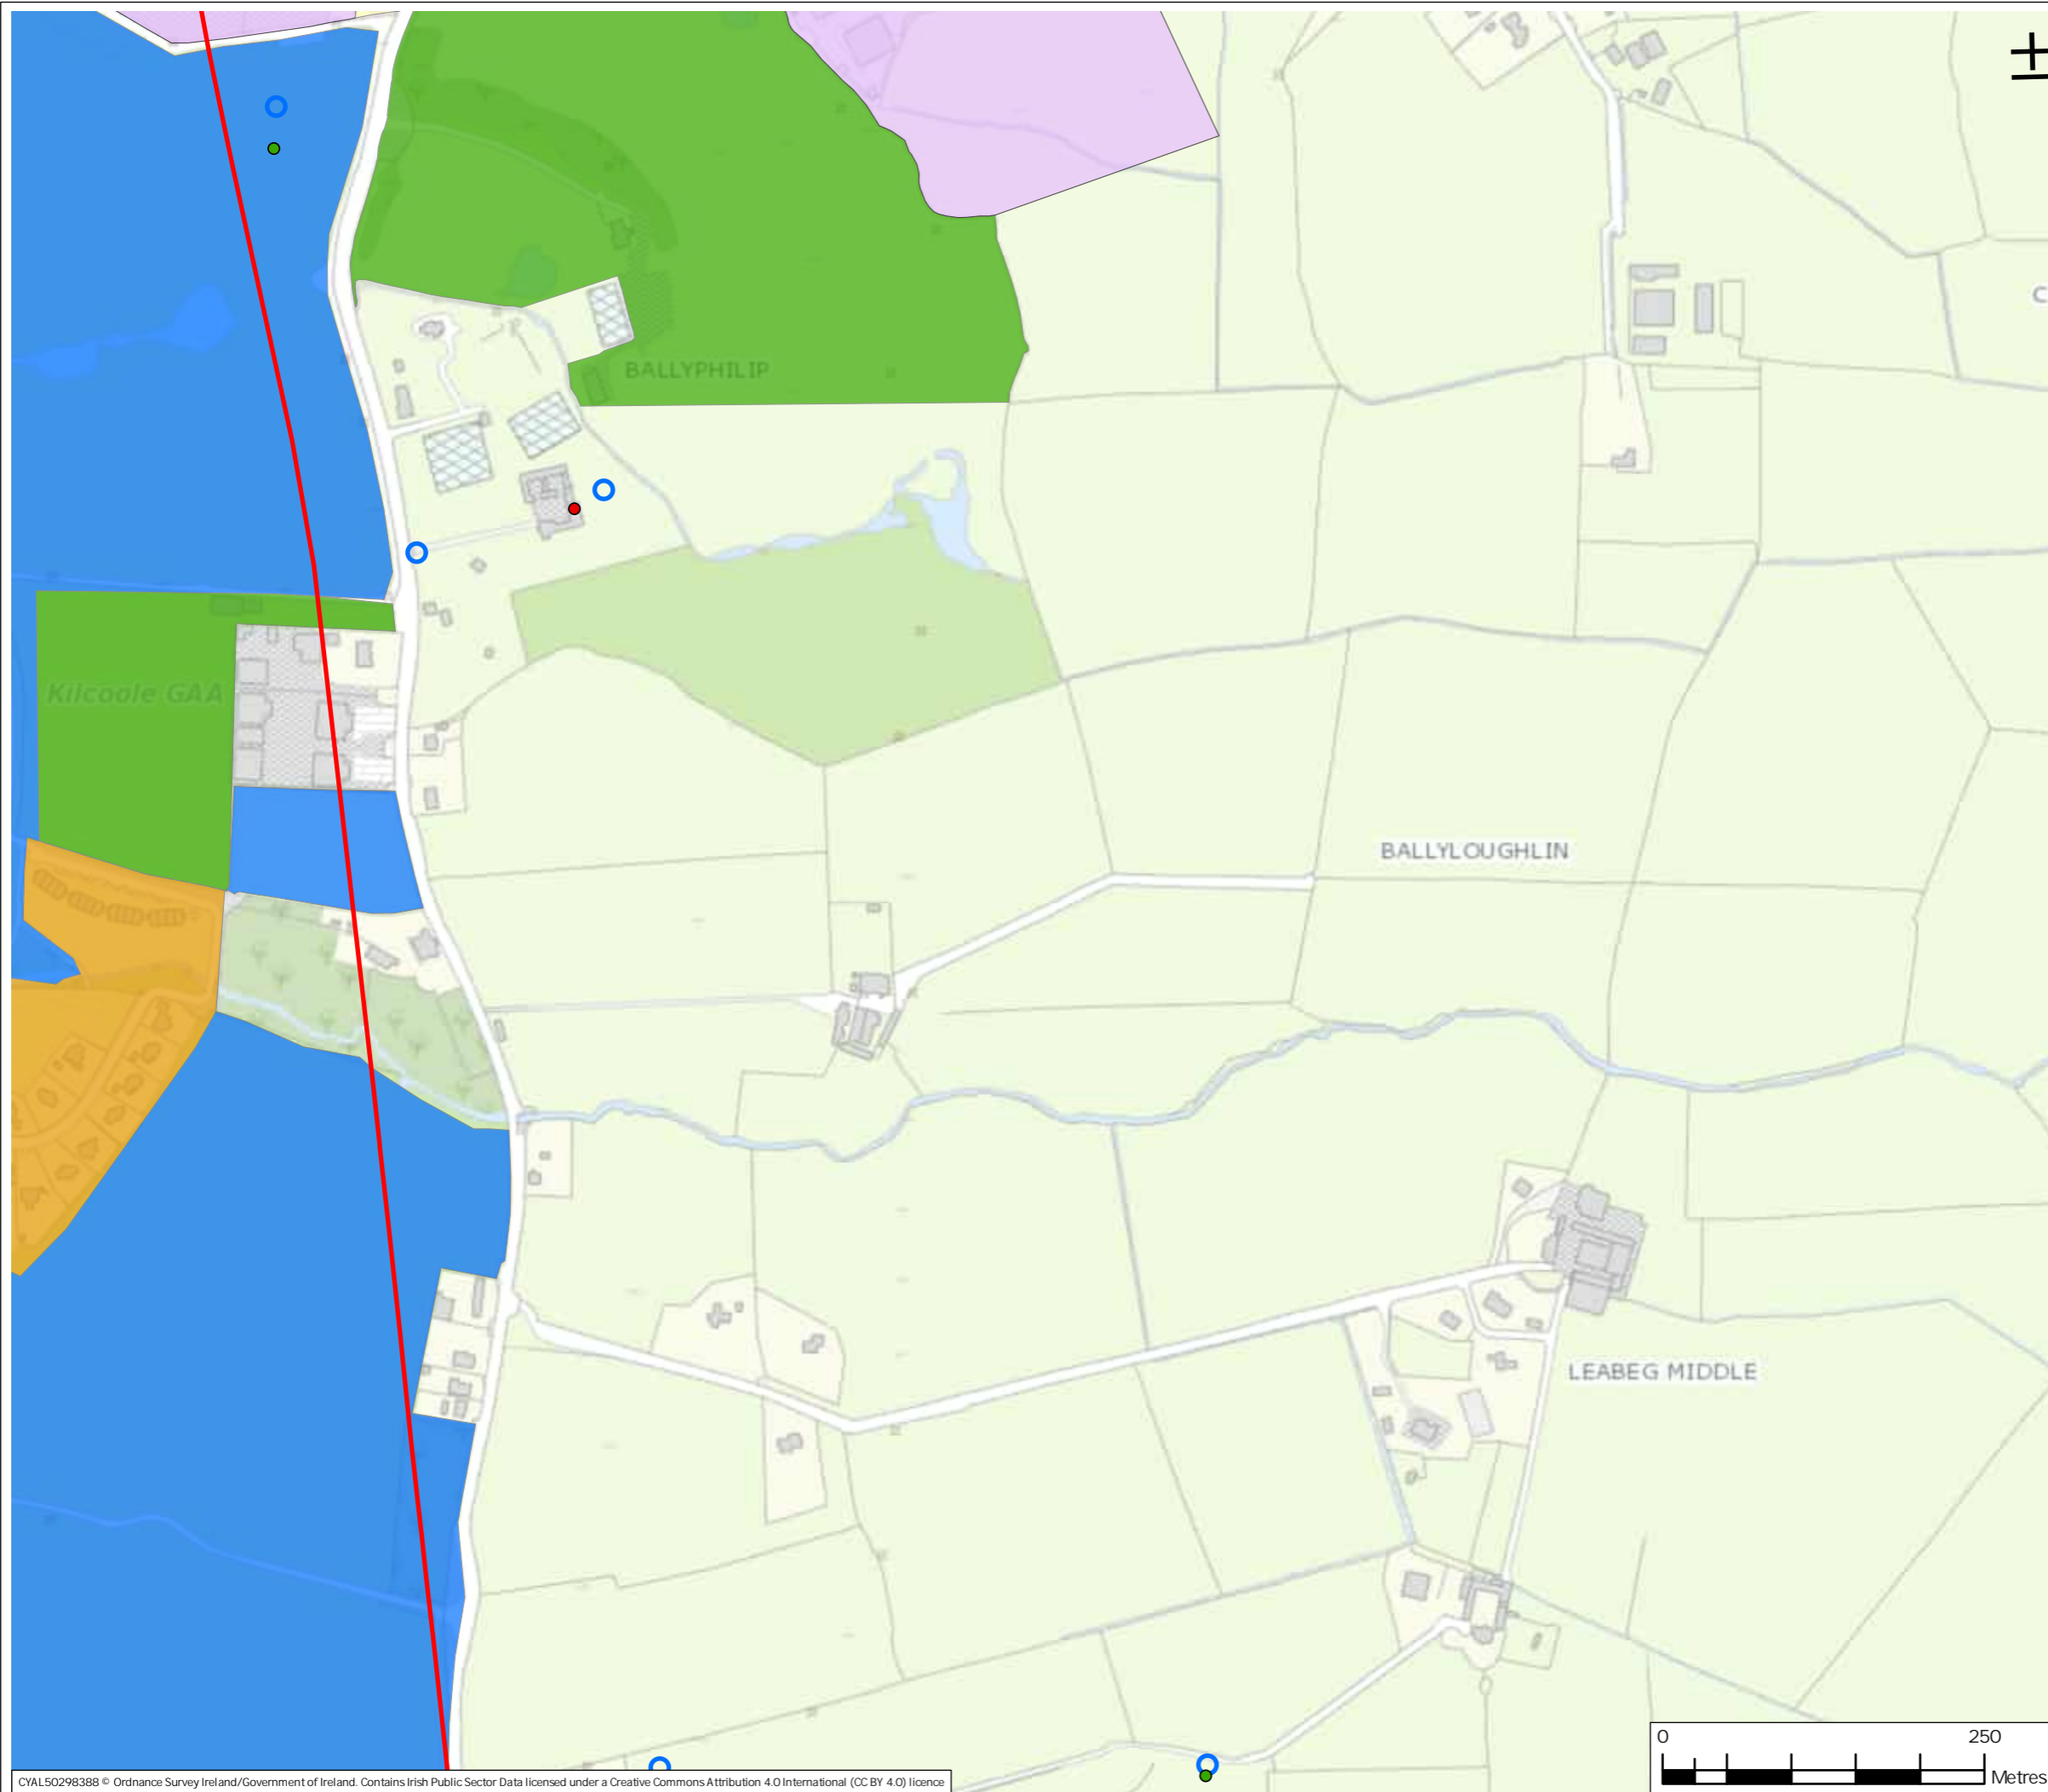 ±
C
BALLYPHILIP
Kilcoole GAA
BALLYLOUGHLIN
LEABEG MIDDLE
0 250
Metres
CYAL50298388 © Ordnance Survey Ireland/Government of Ireland. Contains Irish Public Sector Data licensed under a Creative Commons Attribution 4.0 International (CC BY 4.0) licence